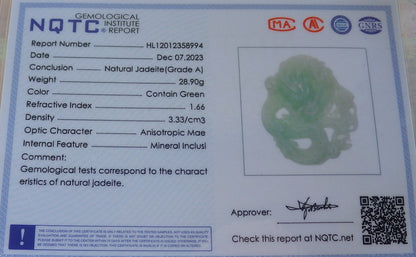 NQTC GEMOLOGICAL INSTITUTE REPORT
MA GNRS
Report Number HL12012358994
Date Dec 07.2023
Conclusion Natural Jadeite(Grade A)
Weight 28.90g
Color Contain Green
Refractive Index 1.66
Density 3.33/cm3
Optic Character Anisotropic Mae
Internal Feature Mineral Inclusi
Comment:
Gemological tests correspond to the charact
eristics of natural jadeite.
Approver:
Check this report at NQTC.net